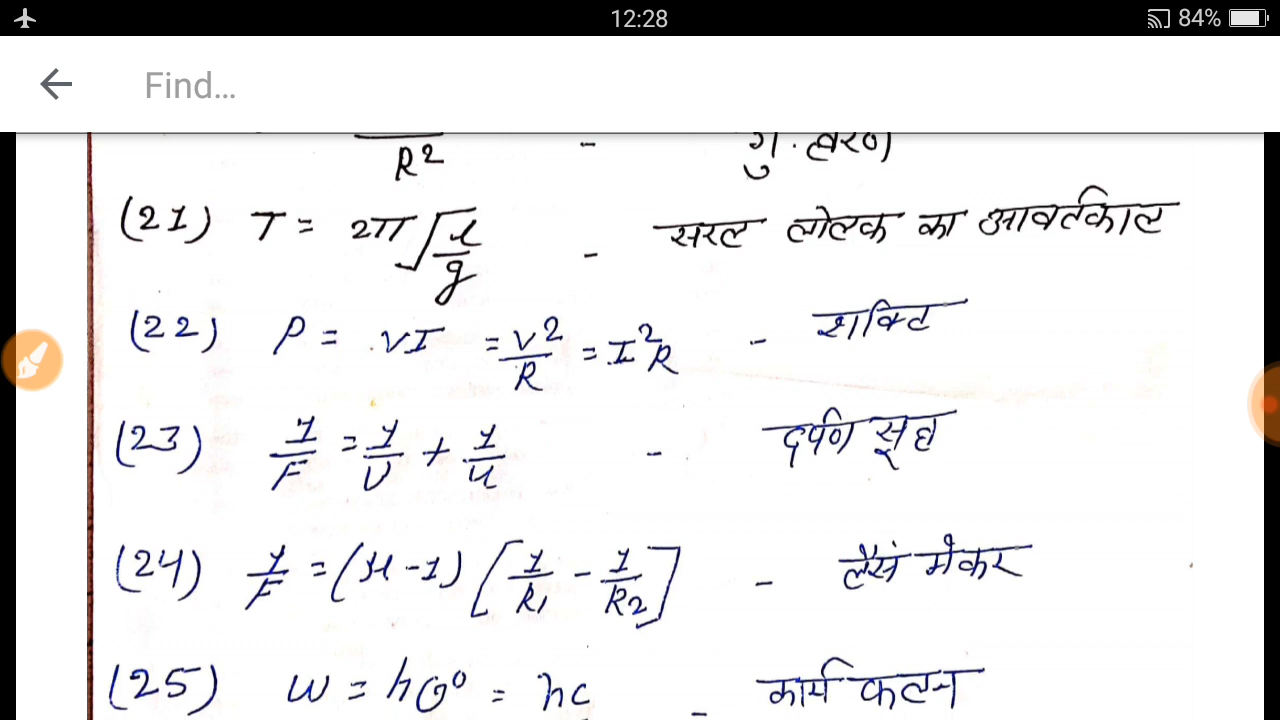 12:28
84%
Find...
R² - गु. त्वरण
(21) T = 2π√l/g - सरल लोलक का आवर्तकाल
(22) P = VI = V²/R = I²R - शक्ति
(23) 1/F = 1/V + 1/u - दर्पण सूत्र
(24) 1/F = (μ-1) [1/R1 - 1/R2] - लैंस मेकर
(25) W = hν° = hc - कार्य फलन